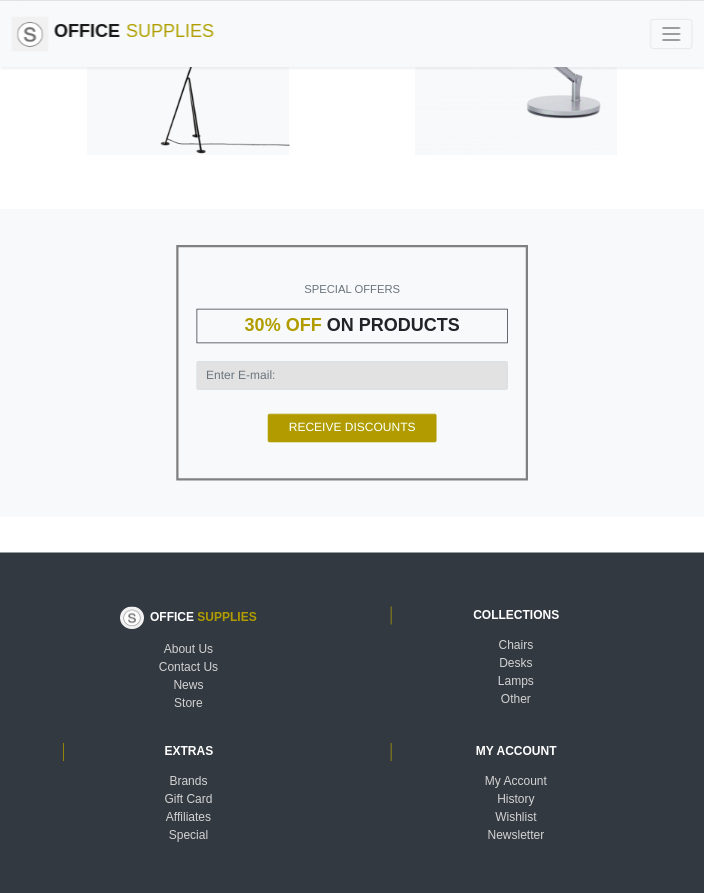 S OFFICE SUPPLIES
SPECIAL OFFERS
30% OFF ON PRODUCTS
Enter E-mail:
RECEIVE DISCOUNTS
S OFFICE SUPPLIES
About Us
Contact Us
News
Store
COLLECTIONS
Chairs
Desks
Lamps
Other
EXTRAS
Brands
Gift Card
Affiliates
Special
MY ACCOUNT
My Account
History
Wishlist
Newsletter